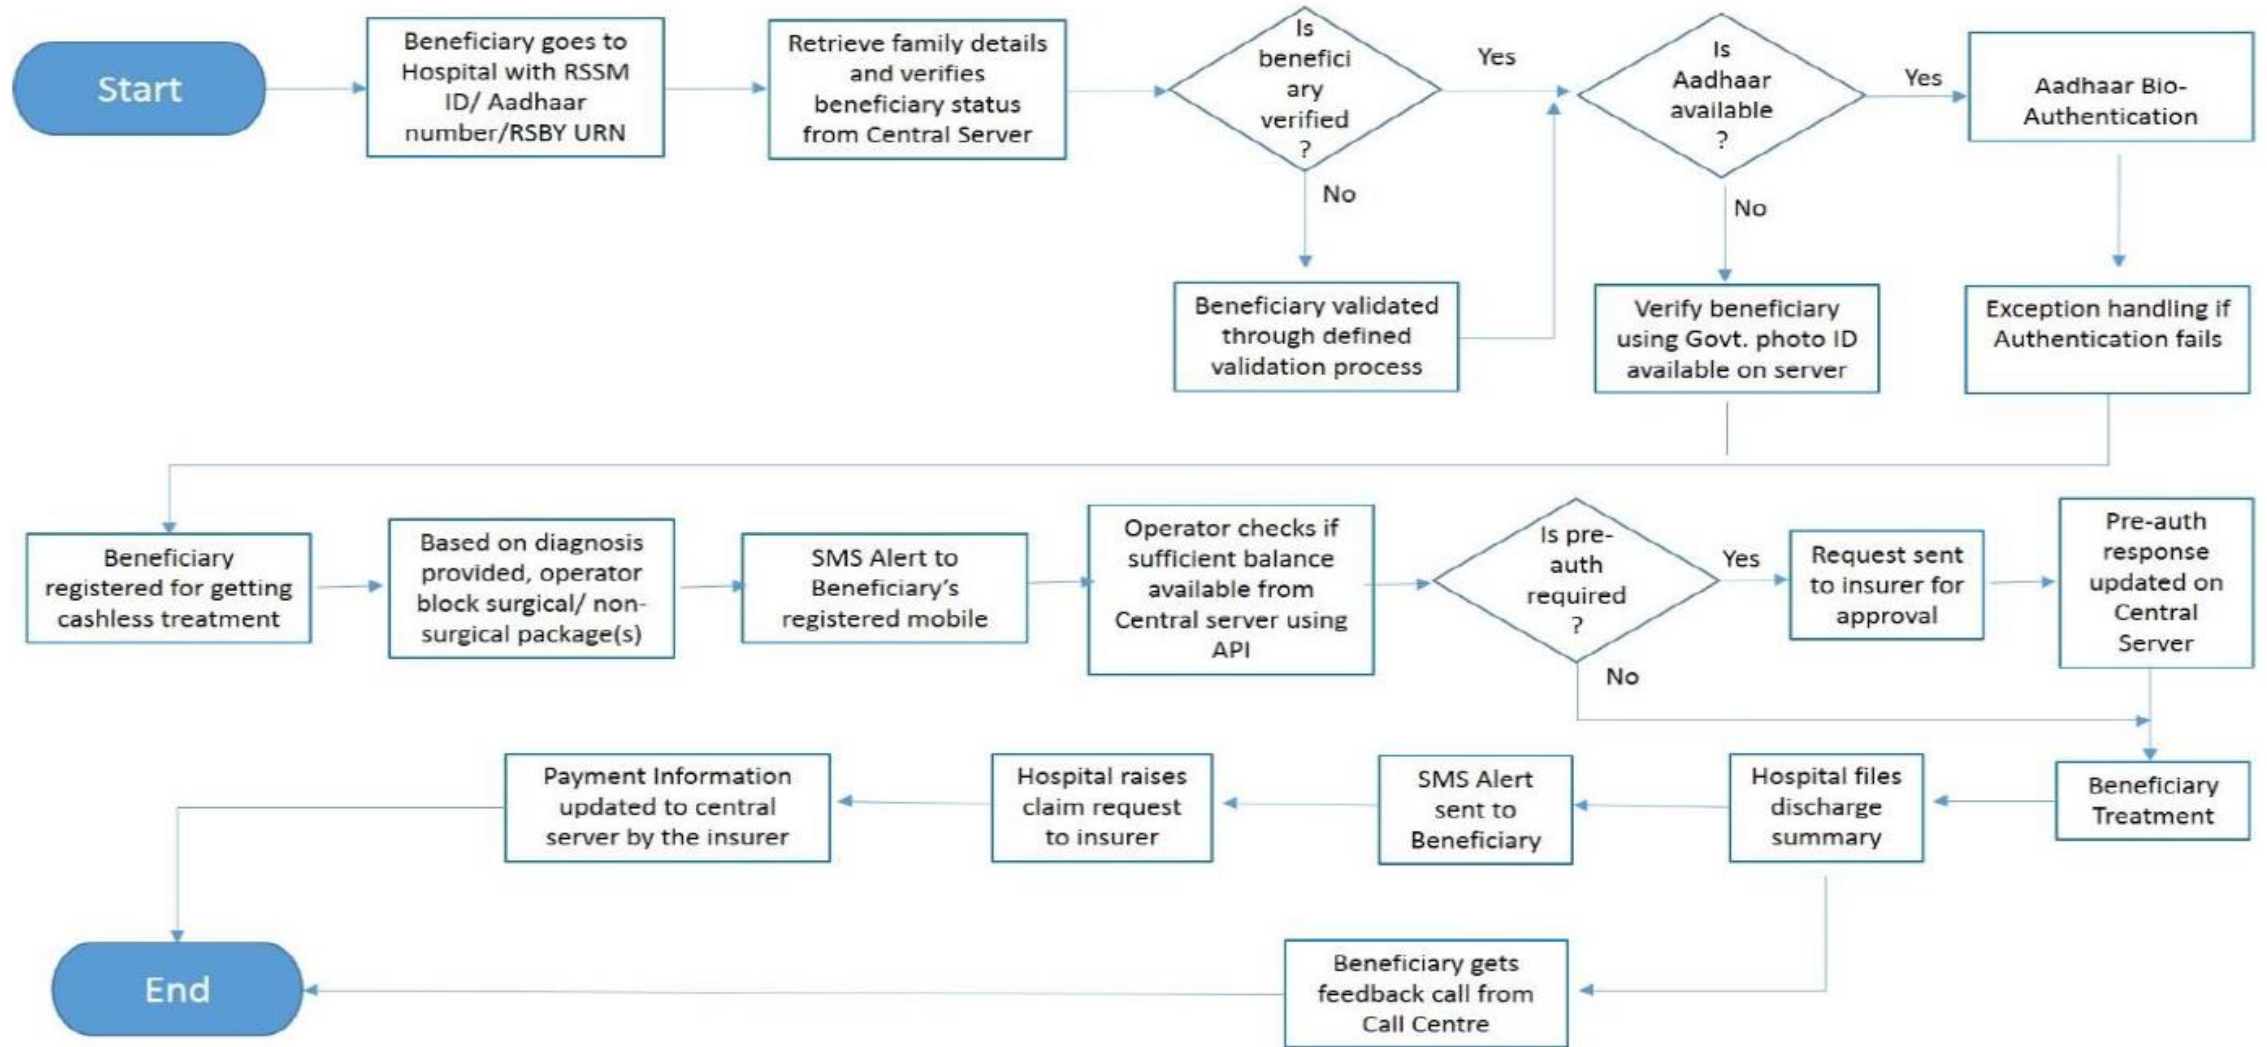 Start
Beneficiary goes to
Hospital with RSSM
ID/ Aadhaar
number/RSBY URN
Retrieve family details
and verifies
beneficiary status
from Central Server
Is
benefici
ary
verified
?
Yes
No
Is
Aadhaar
available
?
Yes
No
Aadhaar Bio-
Authentication
Beneficiary validated
through defined
validation process
Verify beneficiary
using Govt. photo ID
available on server
Exception handling if
Authentication fails
Beneficiary
registered for getting
cashless treatment
Based on diagnosis
provided, operator
block surgical/ non-
surgical package(s)
SMS Alert to
Beneficiary's
registered mobile
Operator checks if
sufficient balance
available from
Central server using
API
Is pre-
auth
required
?
Yes
No
Request sent
to insurer for
approval
Pre-auth
response
updated on
Central
Server
Beneficiary
Treatment
Hospital files
discharge
summary
SMS Alert
sent to
Beneficiary
Hospital raises
claim request
to insurer
Payment Information
updated to central
server by the insurer
Beneficiary gets
feedback call from
Call Centre
End